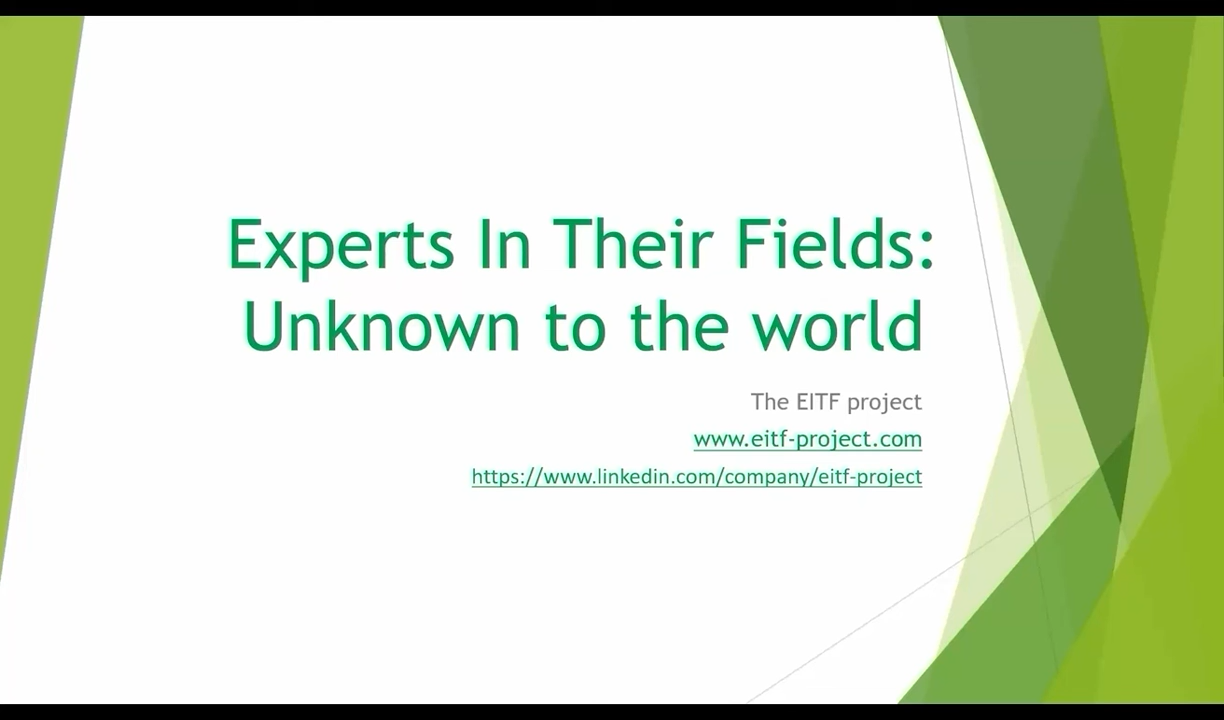 Experts In Their Fields:
Unknown to the world
The EITF project
www.eitf-project.com
https://www.linkedin.com/company/eitf-project